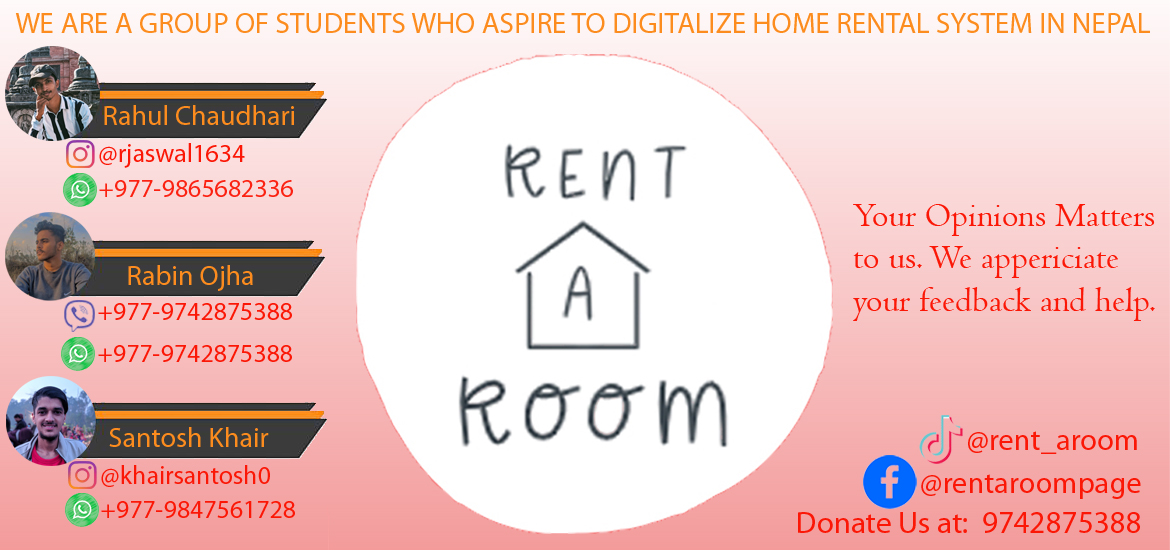 WE ARE A GROUP OF STUDENTS WHO ASPIRE TO DIGITALIZE HOME RENTAL SYSTEM IN NEPAL
Rahul Chaudhari
@rjaswal1634
+977-9865682336
Rabin Ojha
+977-9742875388
+977-9742875388
Santosh Khair
@khairsantosh0
+977-9847561728
RENT
A
ROOM
Your Opinions Matters
to us. We appericiate
your feedback and help.
@rent_aroom
@rentaroompage
Donate Us at: 9742875388